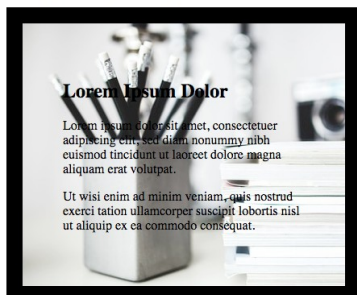 Lorem Ipsum Dolor
Lorem ipsum dolor sit amet, consectetuer
adipiscing elit, sed diam nonummy nibh
euismod tincidunt ut laoreet dolore magna
aliquam erat volutpat.
Ut wisi enim ad minim veniam, quis nostrud
exerci tation ullamcorper suscipit lobortis nisl
ut aliquip ex ea commodo consequat.